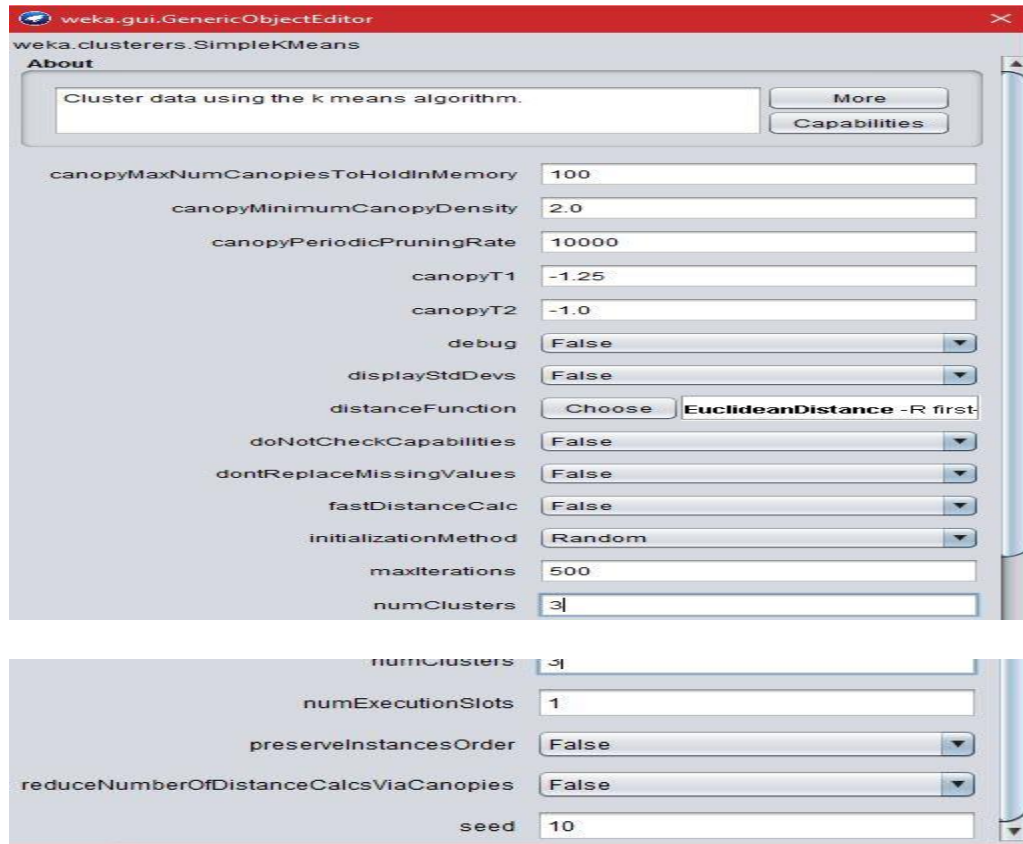 weka.gui.GenericObjectEditor
weka.clusterers.SimpleKMeans
About
Cluster data using the k means algorithm.
More
Capabilities
canopyMaxNumCanopiesToHoldInMemory 100
canopyMinimumCanopyDensity 2.0
canopyPeriodicPruningRate 10000
canopyT1 -1.25
canopyT2 -1.0
debug False
displayStdDevs False
distanceFunction Choose EuclideanDistance -R first-
doNotCheckCapabilities False
dontReplaceMissingValues False
fastDistanceCalc False
initializationMethod Random
maxIterations 500
numClusters 3
numClusters 3
numExecutionSlots 1
preserveInstancesOrder False
reduceNumberOfDistanceCalcsViaCanopies False
seed 10